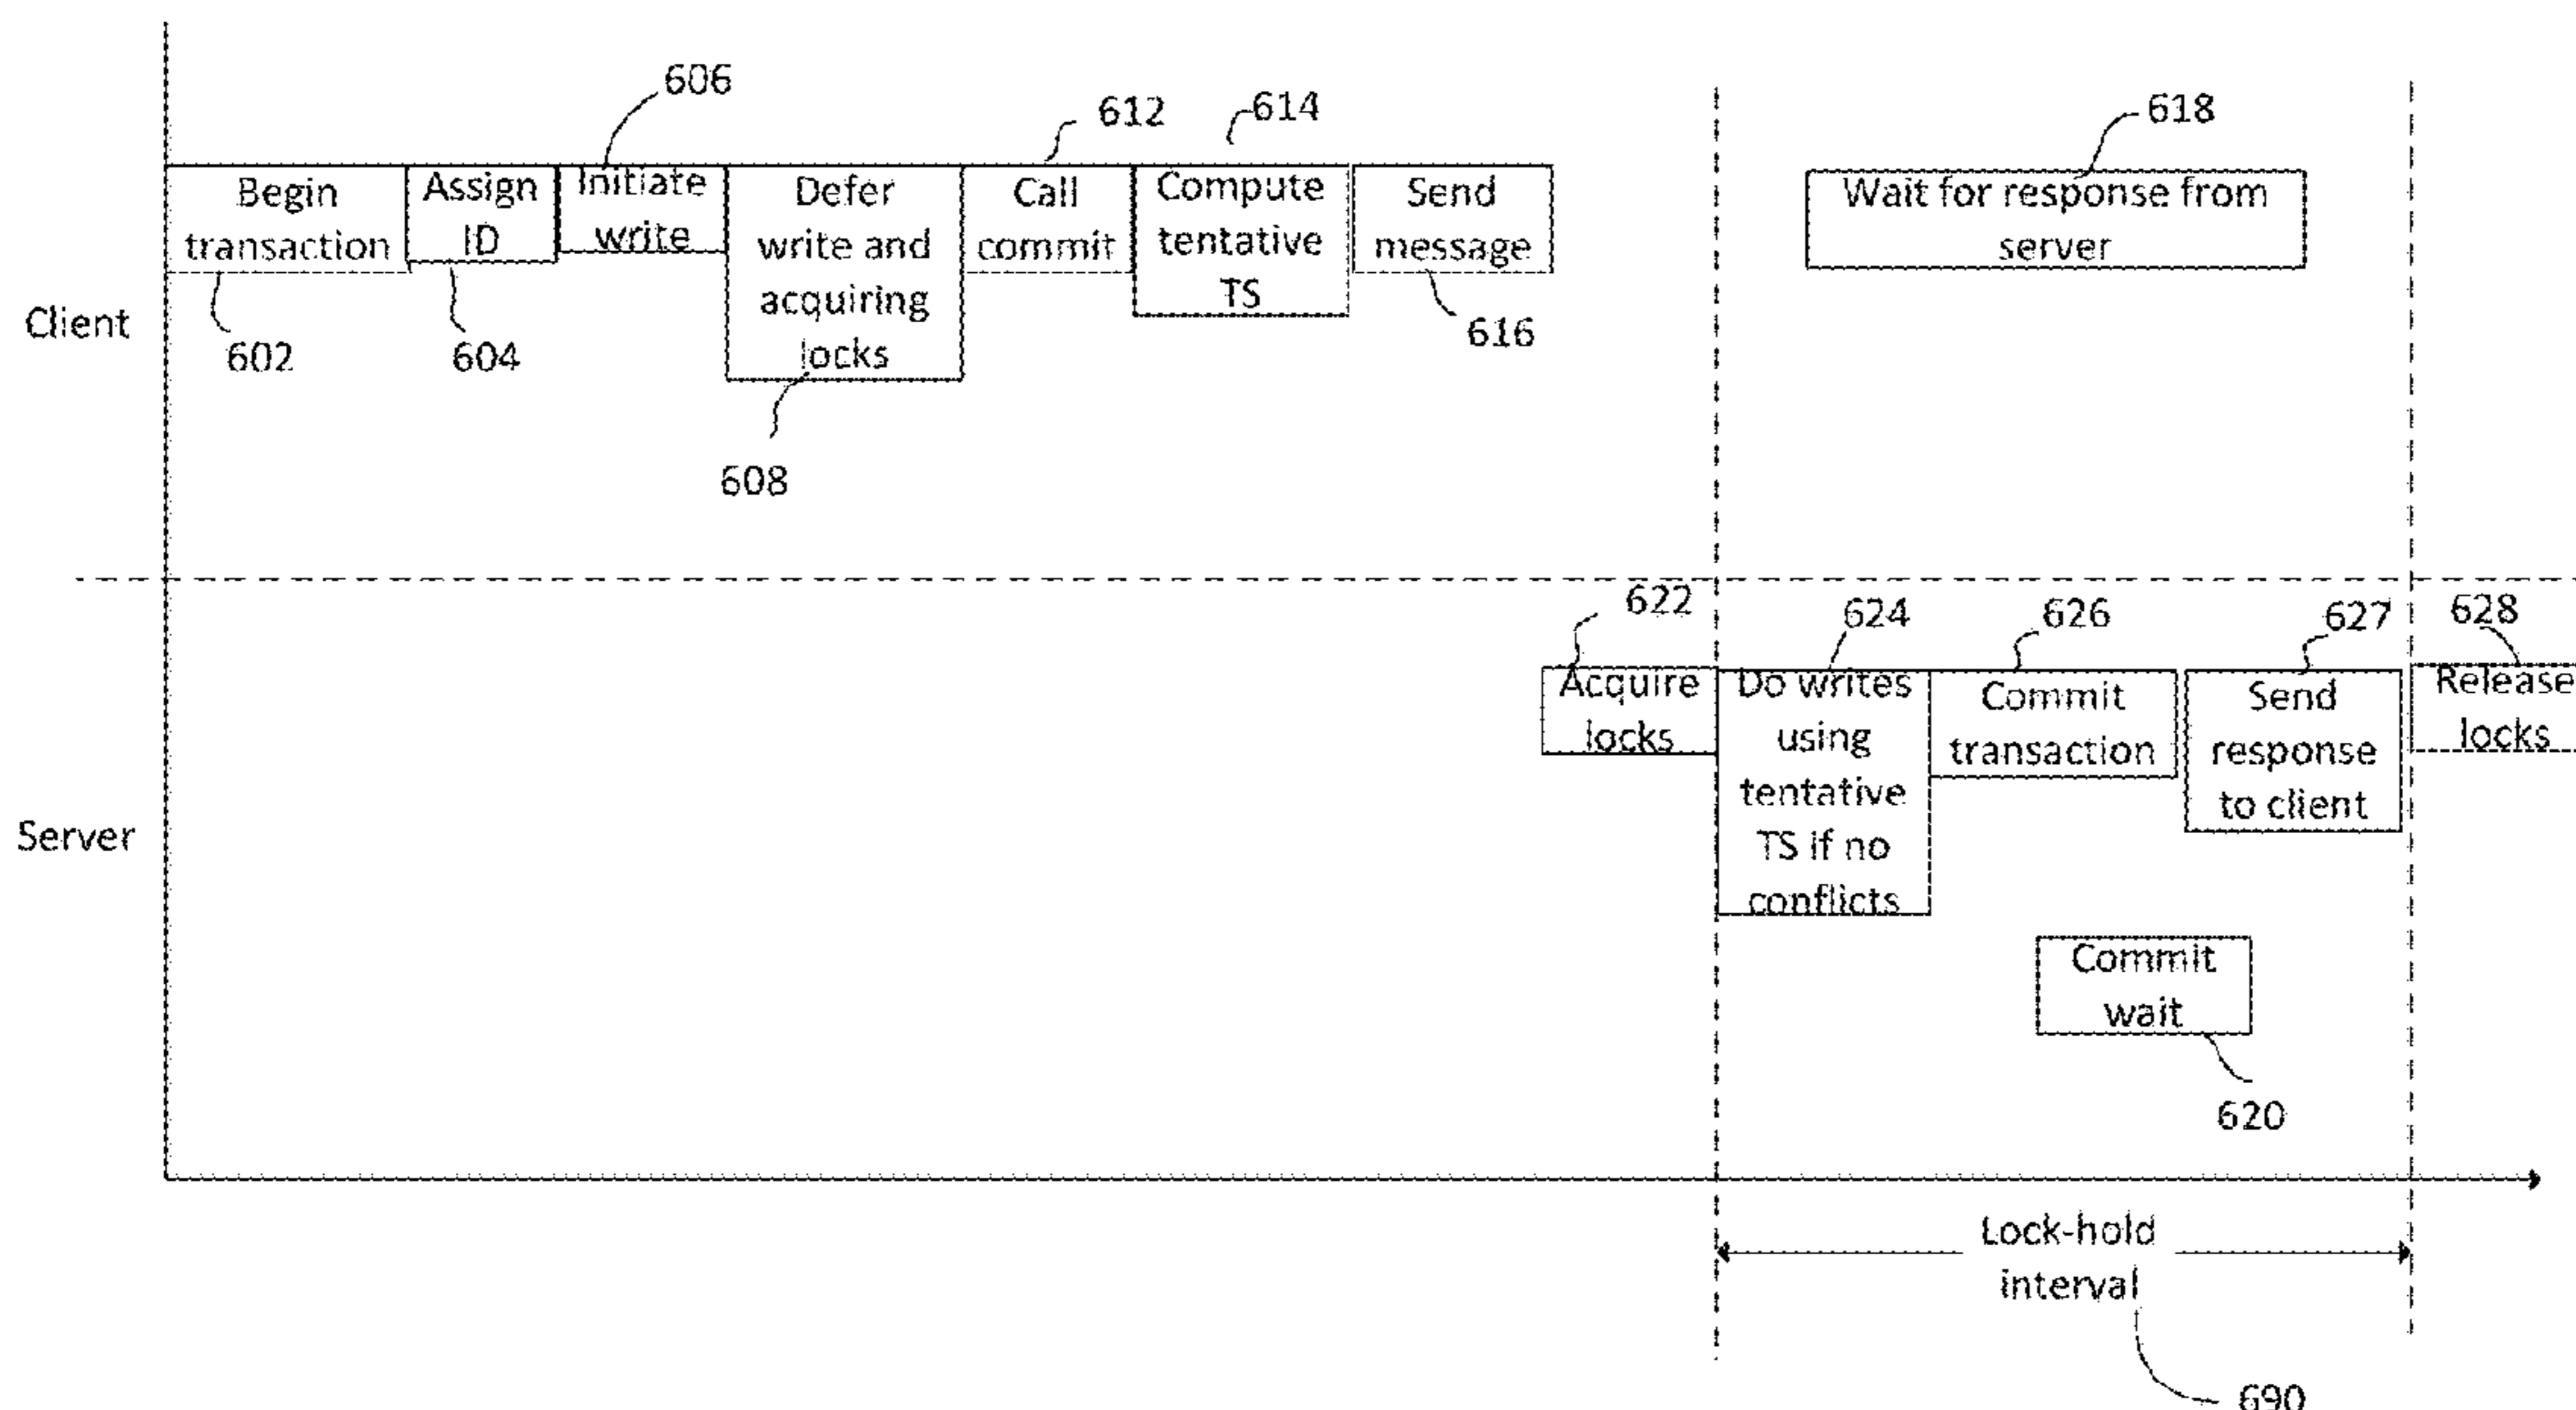 606
612
614
618
Begin
transaction
Assign
ID
Initiate
write
Defer
write and
acquiring
locks
Call
commit
Compute
tentative
TS
Send
message
Wait for response from
server
Client
602
604
616
608
622
624
626
627
628
Acquire
locks
Do writes
using
tentative
TS if no
conflicts
Commit
transaction
Send
response
to client
Release
locks
Server
Commit
wait
620
Lock-hold
interval
690